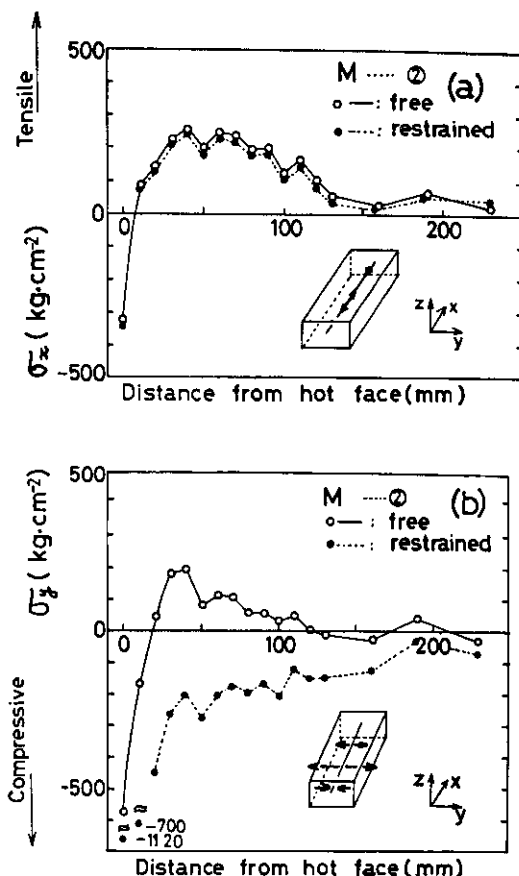 500
M ····· ②
(a)
○—: free
●····: restrained
Tensile
0
0
100
200
σx ( kg·cm⁻²)
z
x
y
-500
Distance from hot face(mm)
500
M ---- ②
(b)
○—: free
●----: restrained
σy ( kg·cm⁻²)
0
0
100
200
Compressive
z
x
y
-500
≈ -700
≈ -1120
Distance from hot face(mm)